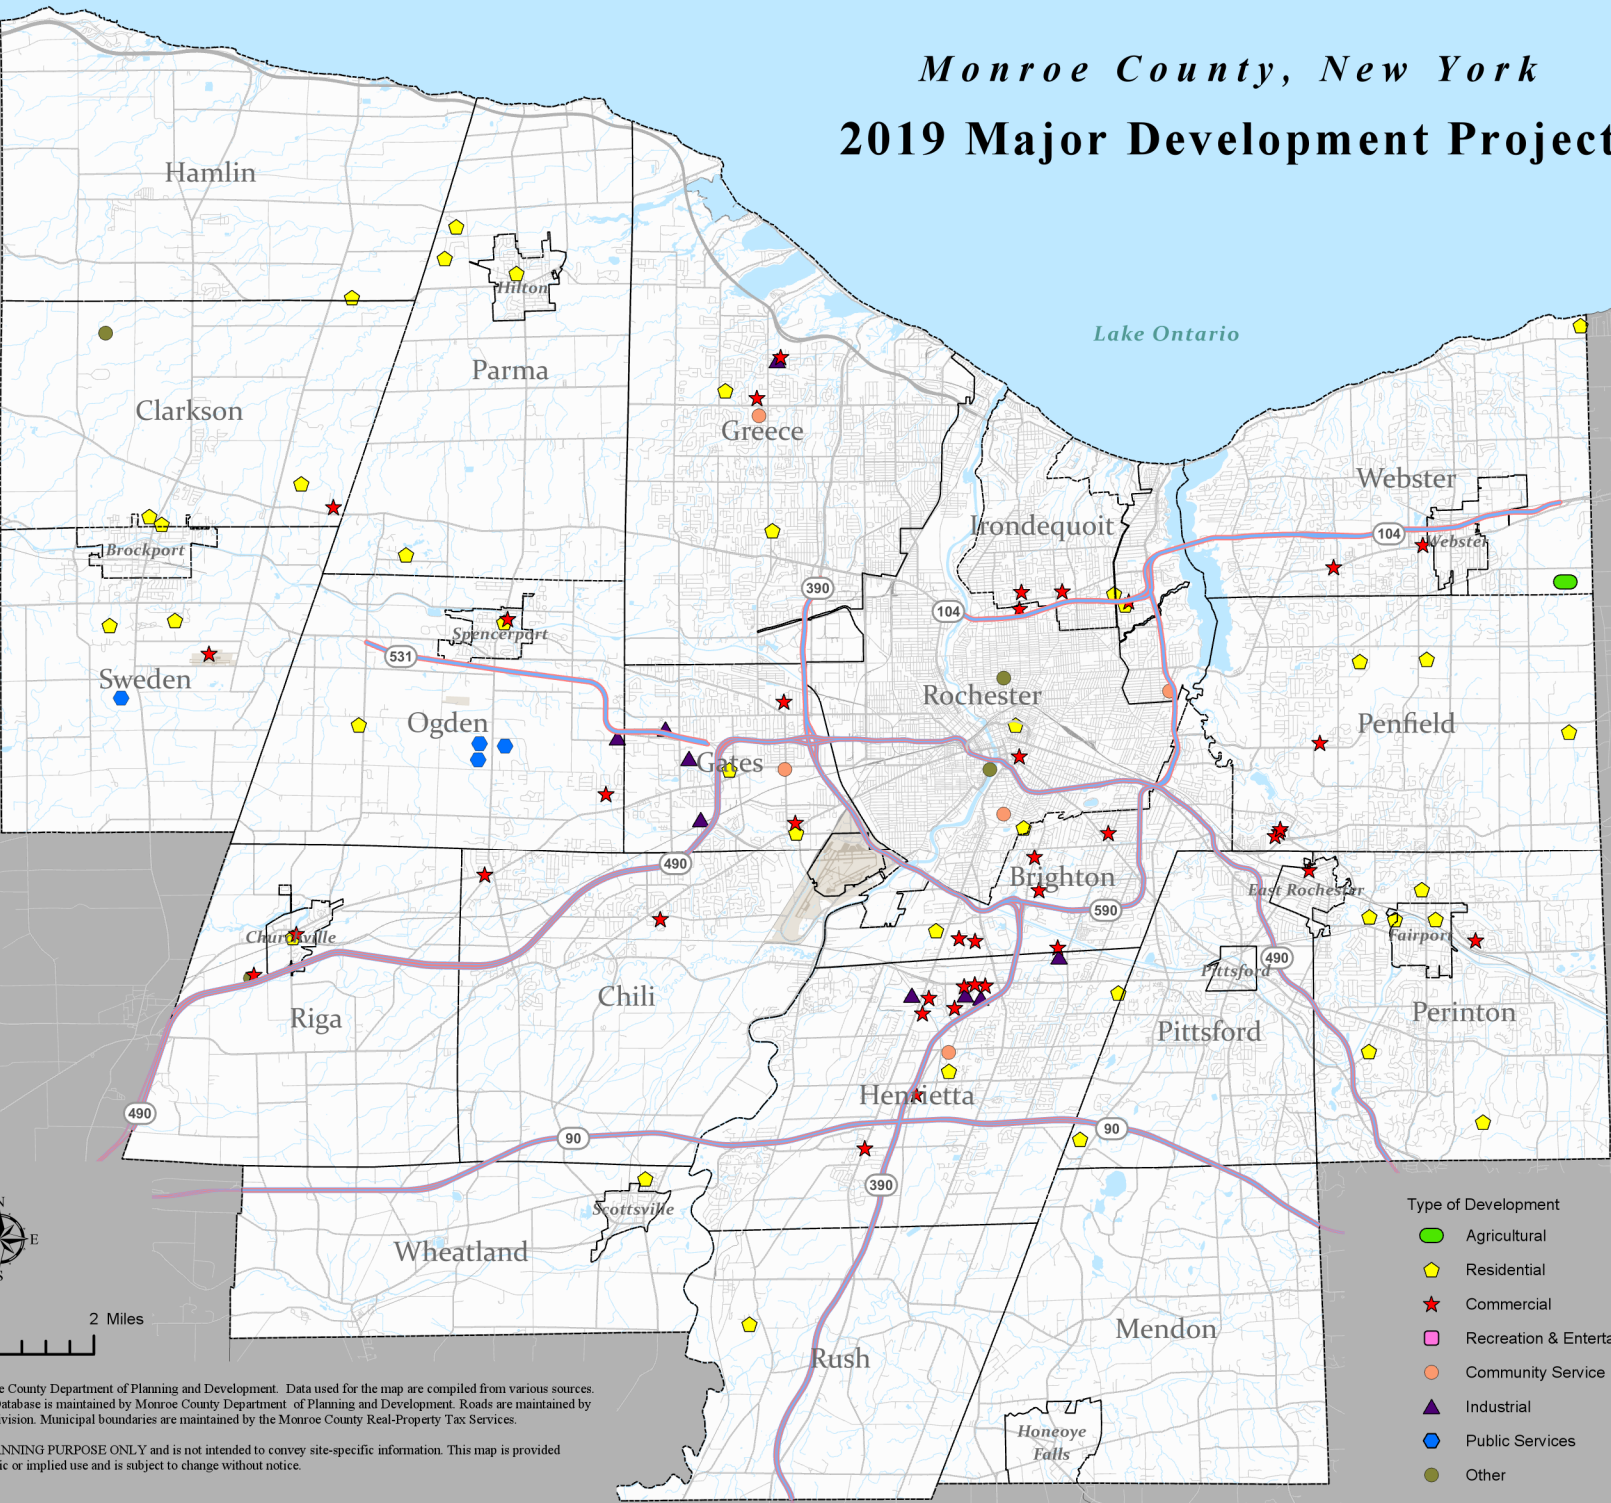 Monroe County, New York
2019 Major Development Project
Hamlin
Hilton
Lake Ontario
Parma
Clarkson
Greece
Webster
Irondequoit
104
Webster
Brockport
390
104
Spencerport
531
Sweden
Rochester
Ogden
Penfield
Gates
490
Brighton
East Rochester
590
Churchville
Fairport
490
Pittsford
Chili
Riga
Perinton
Pittsford
Henrietta
490
90
90
390
Scottsville
N
E
S
Wheatland
2 Miles
Mendon
Rush
Honeoye
Falls
Type of Development
Agricultural
Residential
Commercial
Recreation & Enterta
Community Service
Industrial
Public Services
Other
e County Department of Planning and Development. Data used for the map are compiled from various sources.
atabase is maintained by Monroe County Department of Planning and Development. Roads are maintained by
vision. Municipal boundaries are maintained by the Monroe County Real-Property Tax Services.
ANNING PURPOSE ONLY and is not intended to convey site-specific information. This map is provided
ic or implied use and is subject to change without notice.